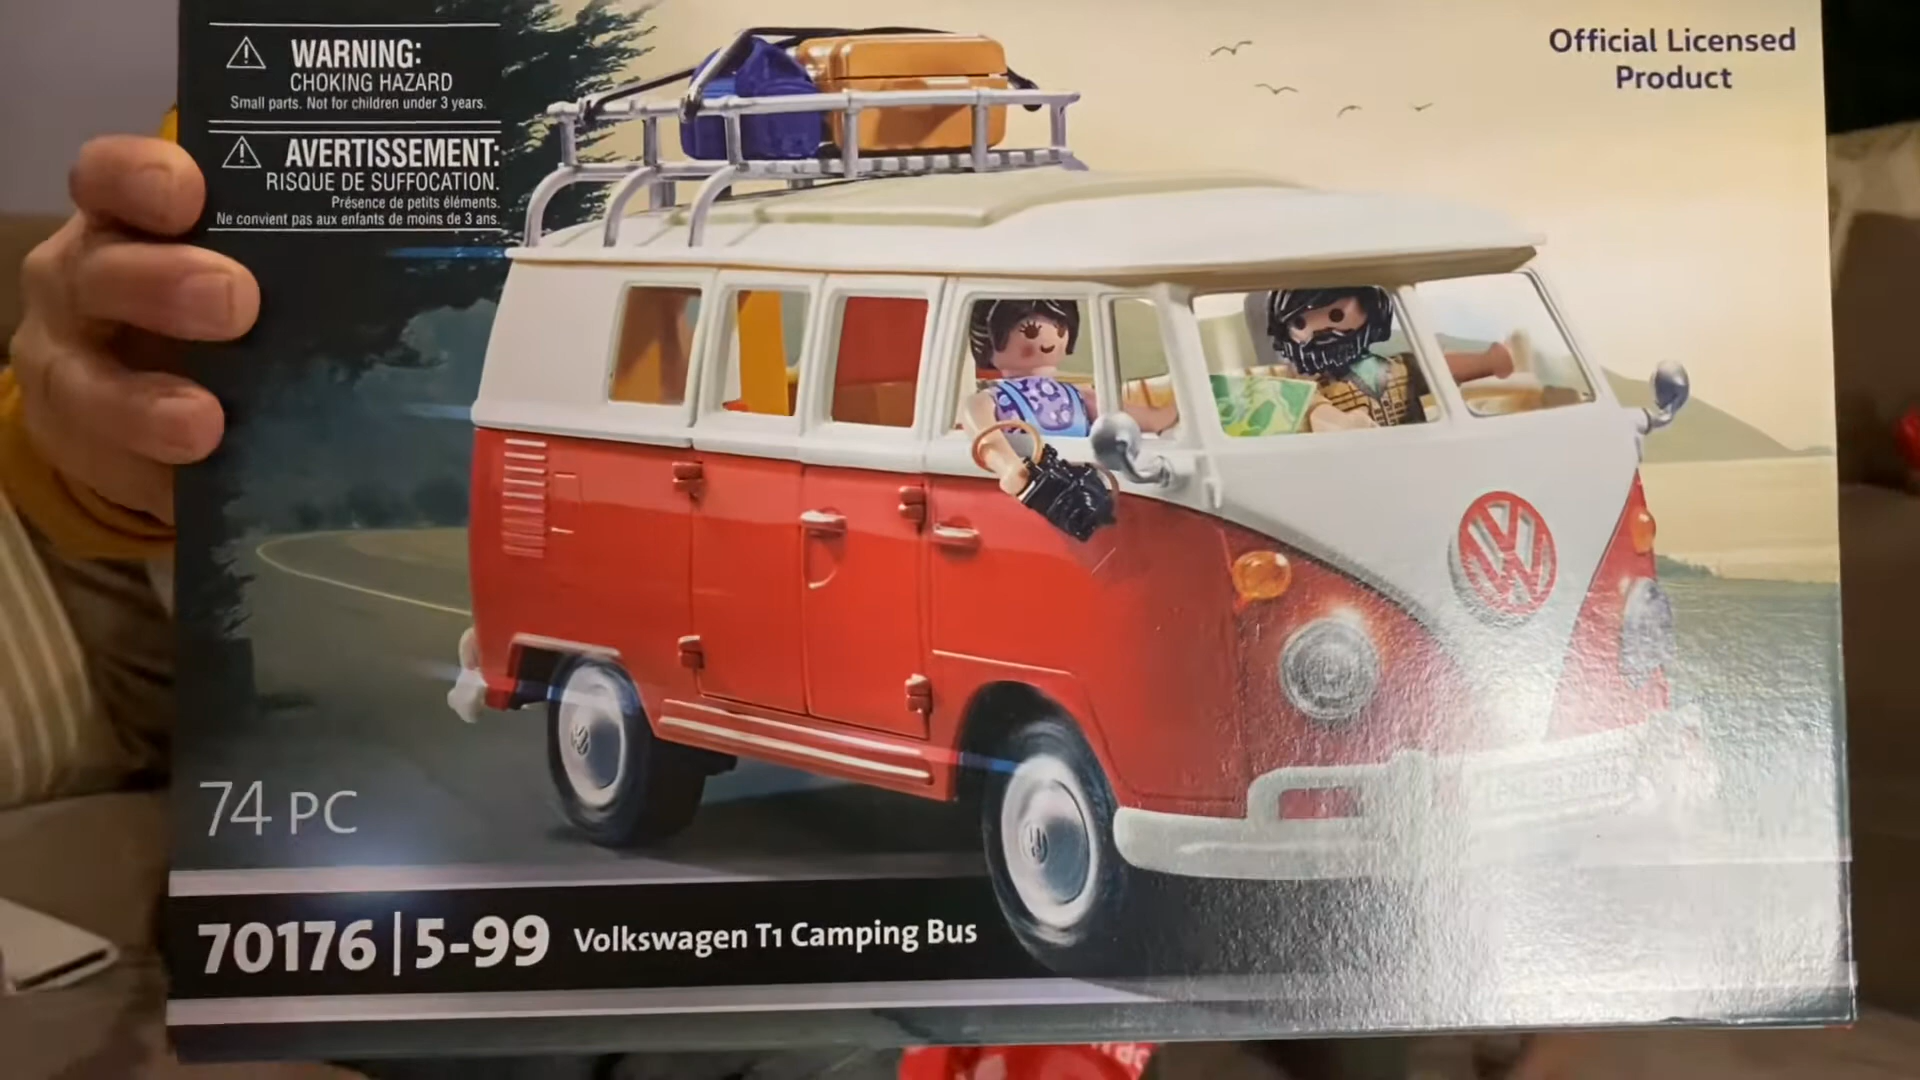 WARNING:
CHOKING HAZARD
Small parts. Not for children under 3 years.
AVERTISSEMENT:
RISQUE DE SUFFOCATION.
Présence de petits éléments.
Ne convient pas aux enfants de moins de 3 ans.
Official Licensed
Product
VW
74 PC
70176 | 5-99 Volkswagen T1 Camping Bus